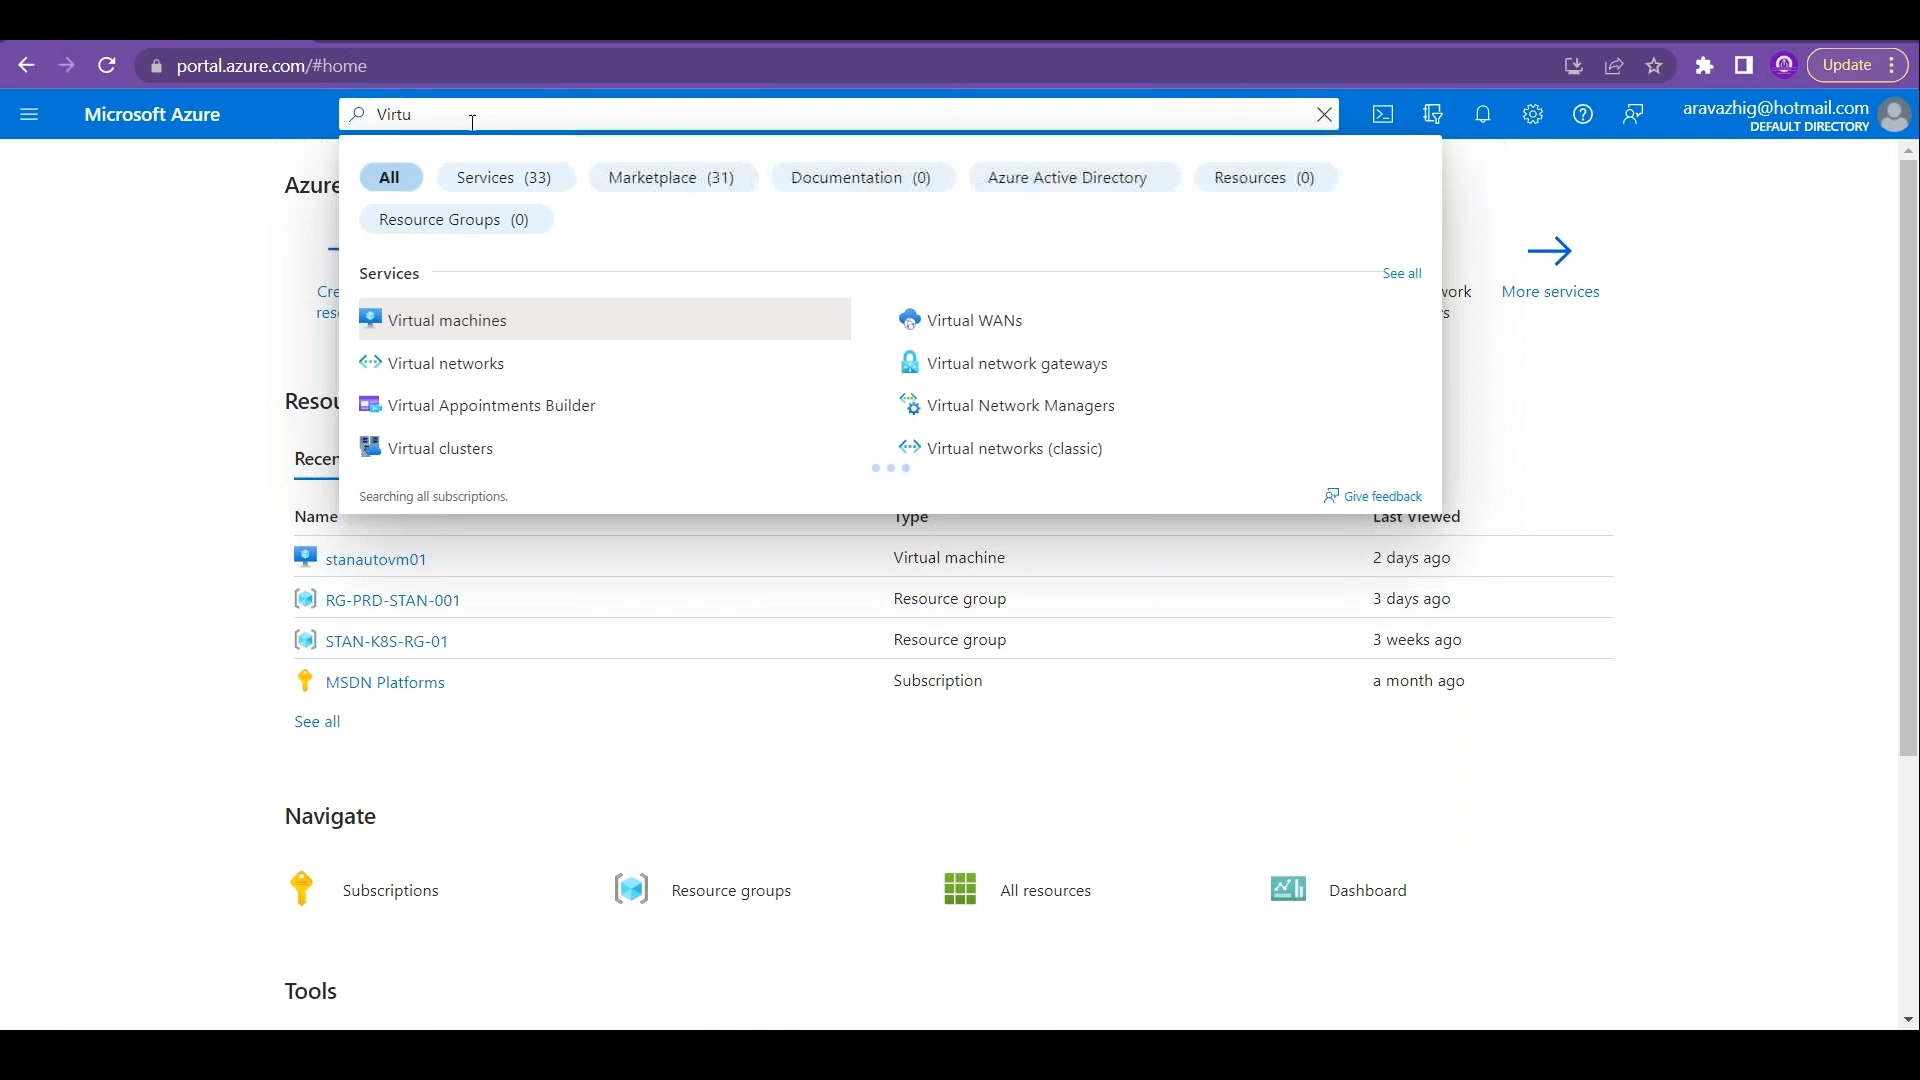 portal.azure.com/#home
Update
Microsoft Azure
Virtu
aravazhig@hotmail.com
DEFAULT DIRECTORY
All
Services (33)
Marketplace (31)
Documentation (0)
Azure Active Directory
Resources (0)
Resource Groups (0)
Azure
Services
See all
Virtual machines
Virtual WANs
Virtual networks
Virtual network gateways
Virtual Appointments Builder
Virtual Network Managers
Virtual clusters
Virtual networks (classic)
Searching all subscriptions.
Give feedback
More services
Name
Type
Last Viewed
stanautovm01
Virtual machine
2 days ago
RG-PRD-STAN-001
Resource group
3 days ago
STAN-K8S-RG-01
Resource group
3 weeks ago
MSDN Platforms
Subscription
a month ago
See all
Navigate
Subscriptions
Resource groups
All resources
Dashboard
Tools